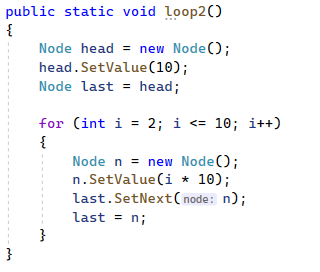 public static void loop2()
{
    Node head = new Node();
    head.SetValue(10);
    Node last = head;

    for (int i = 2; i <= 10; i++)
    {
        Node n = new Node();
        n.SetValue(i * 10);
        last.SetNext(node: n);
        last = n;
    }
}